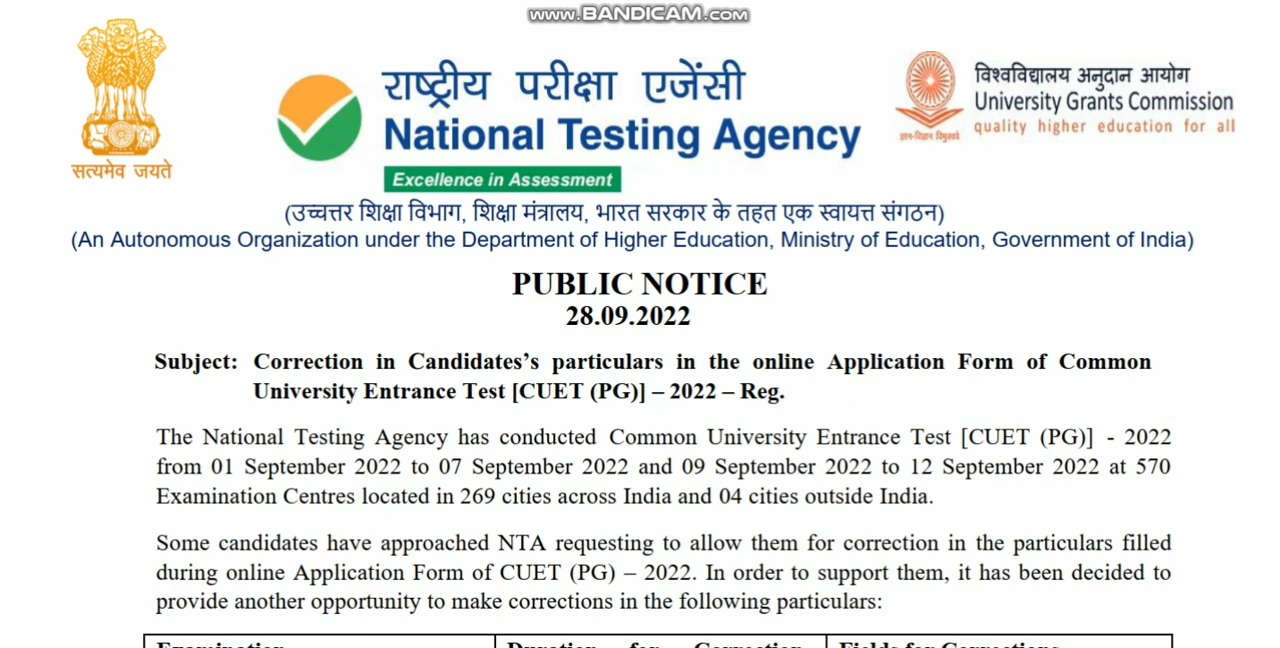 www.BANDICAM.com
सत्यमेव जयते
राष्ट्रीय परीक्षा एजेंसी
National Testing Agency
Excellence in Assessment
विश्वविद्यालय अनुदान आयोग
University Grants Commission
quality higher education for all
ज्ञान-विज्ञान विमुक्तये
(उच्चत्तर शिक्षा विभाग, शिक्षा मंत्रालय, भारत सरकार के तहत एक स्वायत्त संगठन)
(An Autonomous Organization under the Department of Higher Education, Ministry of Education, Government of India)
PUBLIC NOTICE
28.09.2022
Subject: Correction in Candidates’s particulars in the online Application Form of Common
University Entrance Test [CUET (PG)] – 2022 – Reg.
The National Testing Agency has conducted Common University Entrance Test [CUET (PG)] - 2022
from 01 September 2022 to 07 September 2022 and 09 September 2022 to 12 September 2022 at 570
Examination Centres located in 269 cities across India and 04 cities outside India.
Some candidates have approached NTA requesting to allow them for correction in the particulars filled
during online Application Form of CUET (PG) – 2022. In order to support them, it has been decided to
provide another opportunity to make corrections in the following particulars:
Examination Duration for Correction Fields for Corrections